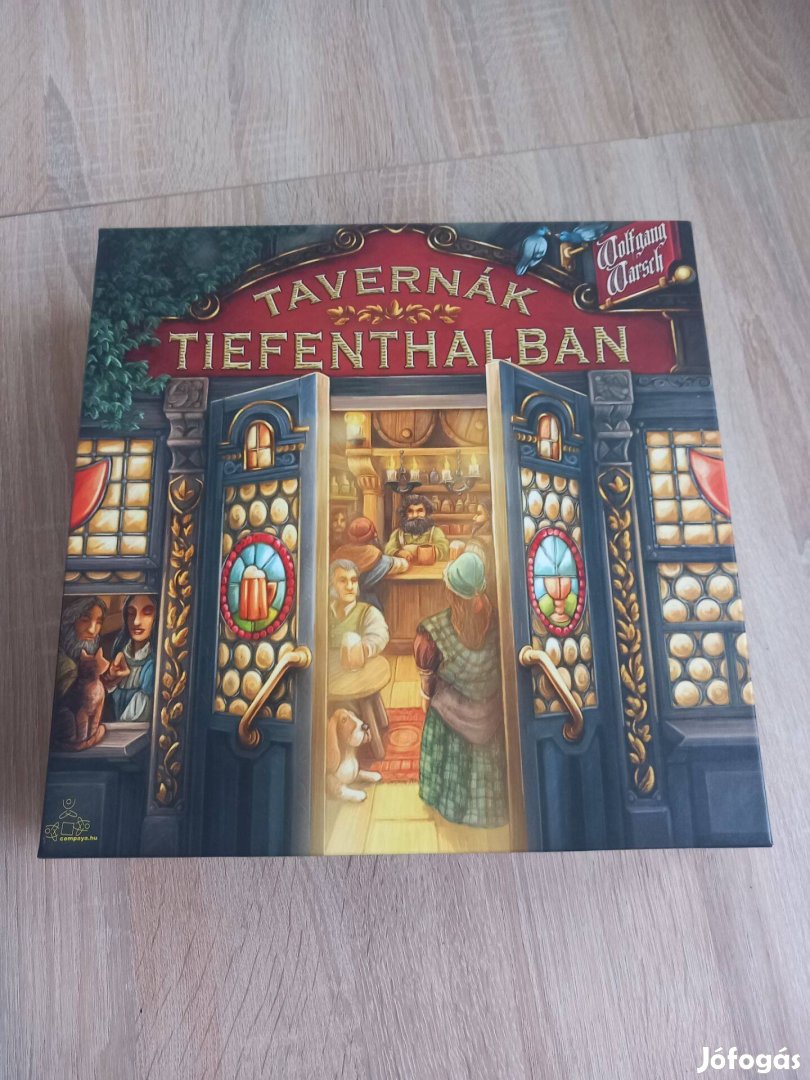 Wolfgang
Warsch
TAVERNÁK
TIEFENTHALBAN
compaya.hu
Jófogás